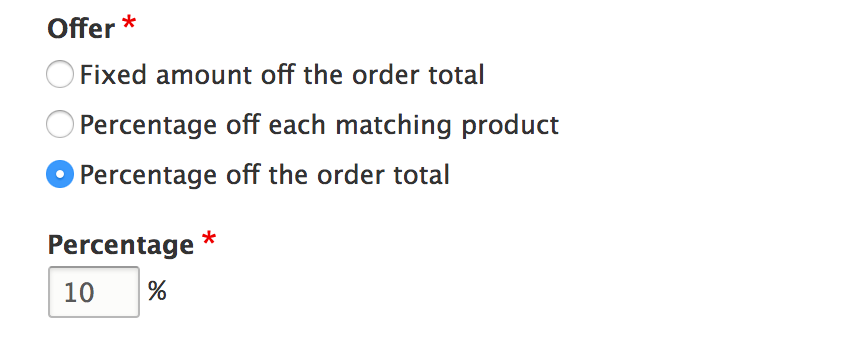 Offer *
Fixed amount off the order total
Percentage off each matching product
Percentage off the order total
Percentage *
10 %